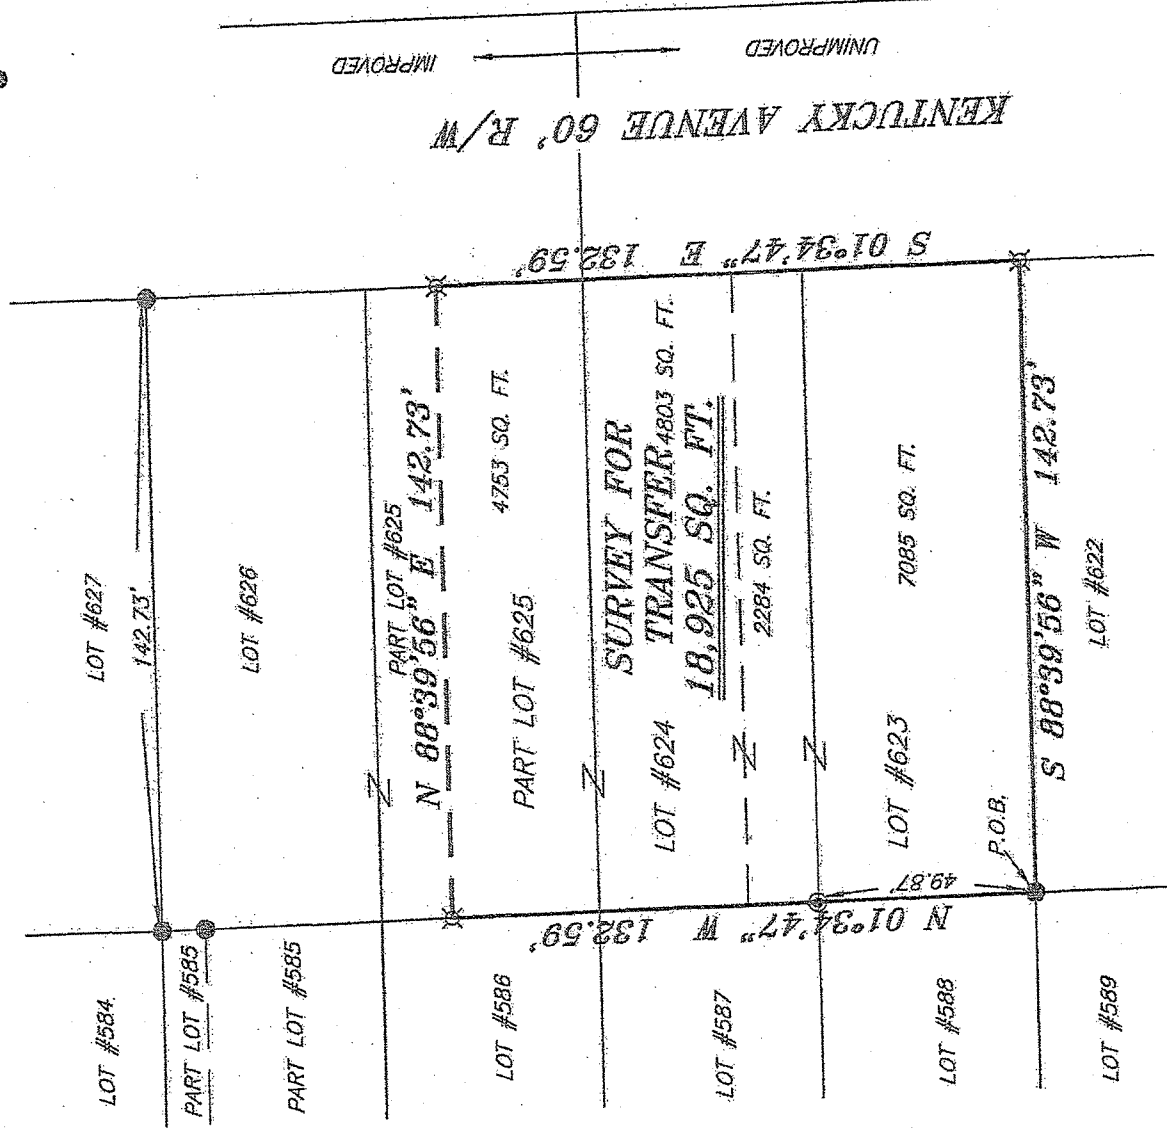 IMPROVED
UNIMPROVED
KENTUCKY AVENUE 60' R/W
S 01°34'47" E 132.59'
LOT #627
142.73'
LOT #626
PART LOT #625
N 88°39'56" E 142.73'
4753 SQ. FT.
PART LOT #625
SURVEY FOR
TRANSFER
4803 SQ. FT.
18,925 SQ. FT.
LOT #624
2284 SQ. FT.
7085 SQ. FT.
LOT #623
P.O.B.
49.87'
S 88°39'56" W 142.73'
LOT #622
N 01°34'47" W 132.59'
LOT #584
PART LOT #585
PART LOT #585
LOT #586
LOT #587
LOT #588
LOT #589